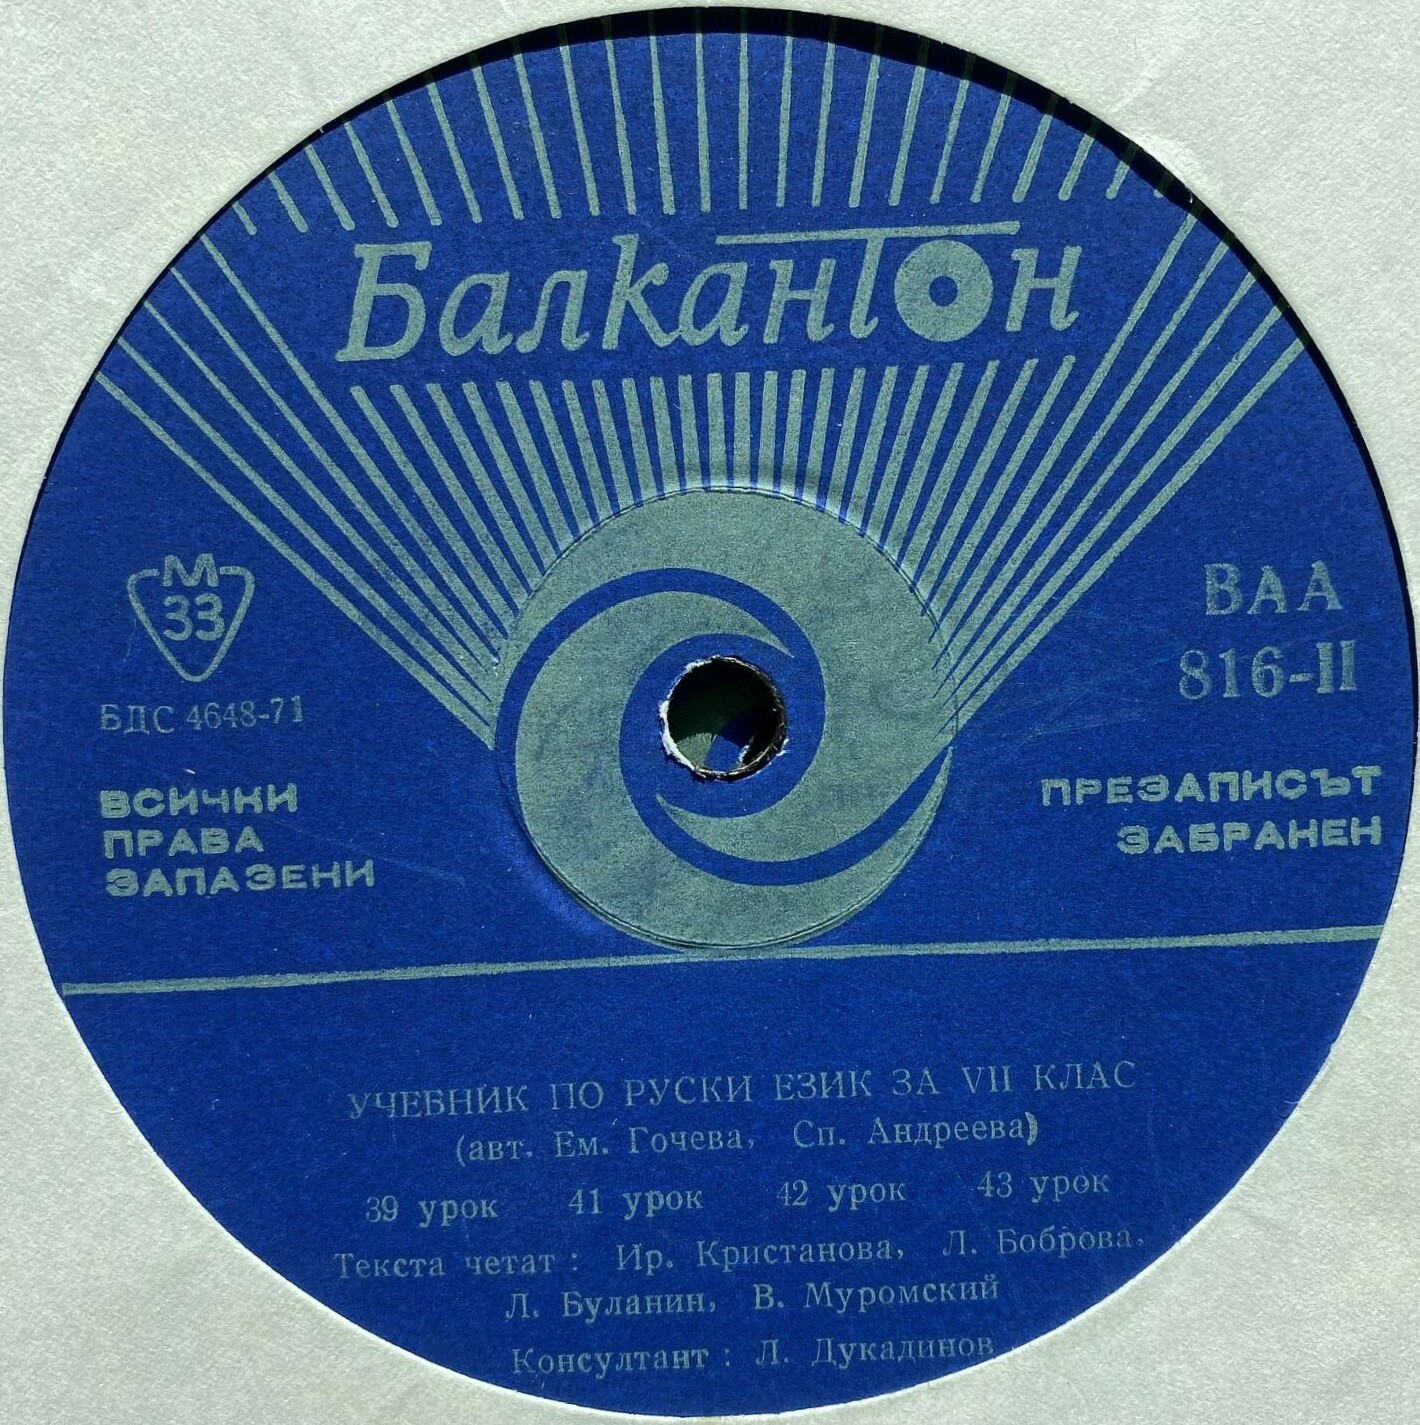 Балкантон
М
33
БДС 4648-71
ВСИЧКИ
ПРАВА
ЗАПАЗЕНИ
ВАА
816-II
ПРЕЗАПИСЪТ
ЗАБРАНЕН
УЧЕБНИК ПО РУСКИ ЕЗИК ЗА VII КЛАС
(авт. Ем. Гочева, Сп. Андреева)
39 урок 41 урок 42 урок 43 урок
Текста четат : Ир. Кристанова, Л. Боброва,
Л. Буланин, В. Муромский
Консултант : Л. Дукадинов